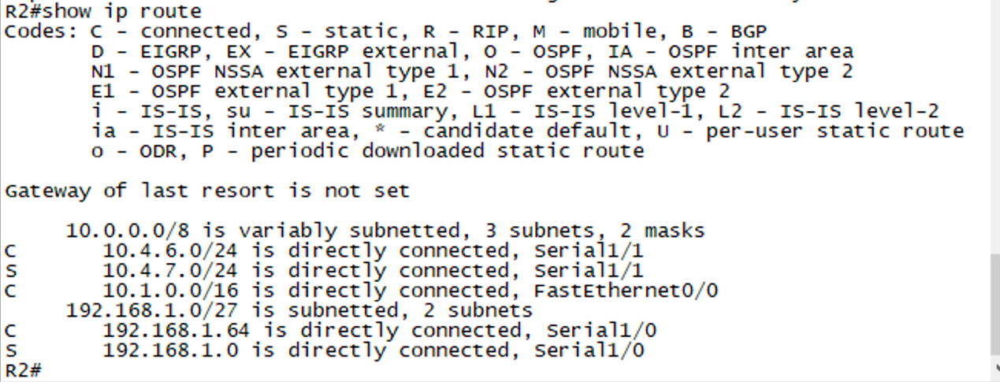 R2#show ip route
Codes: C - connected, S - static, R - RIP, M - mobile, B - BGP
D - EIGRP, EX - EIGRP external, O - OSPF, IA - OSPF inter area
N1 - OSPF NSSA external type 1, N2 - OSPF NSSA external type 2
E1 - OSPF external type 1, E2 - OSPF external type 2
i - IS-IS, su - IS-IS summary, L1 - IS-IS level-1, L2 - IS-IS level-2
ia - IS-IS inter area, * - candidate default, U - per-user static route
o - ODR, P - periodic downloaded static route
Gateway of last resort is not set
10.0.0.0/8 is variably subnetted, 3 subnets, 2 masks
C 10.4.6.0/24 is directly connected, Serial1/1
S 10.4.7.0/24 is directly connected, Serial1/1
C 10.1.0.0/16 is directly connected, FastEthernet0/0
192.168.1.0/27 is subnetted, 2 subnets
C 192.168.1.64 is directly connected, Serial1/0
S 192.168.1.0 is directly connected, Serial1/0
R2#